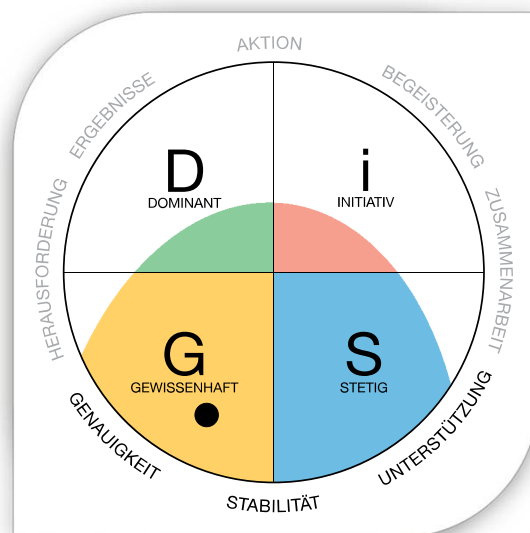 AKTION
ERGEBNISSE
BEGEISTERUNG
D
DOMINANT
i
INITIATIV
HERAUSFORDERUNG
ZUSAMMENARBEIT
G
GEWISSENHAFT
S
STETIG
GENAUIGKEIT
UNTERSTÜTZUNG
STABILITÄT